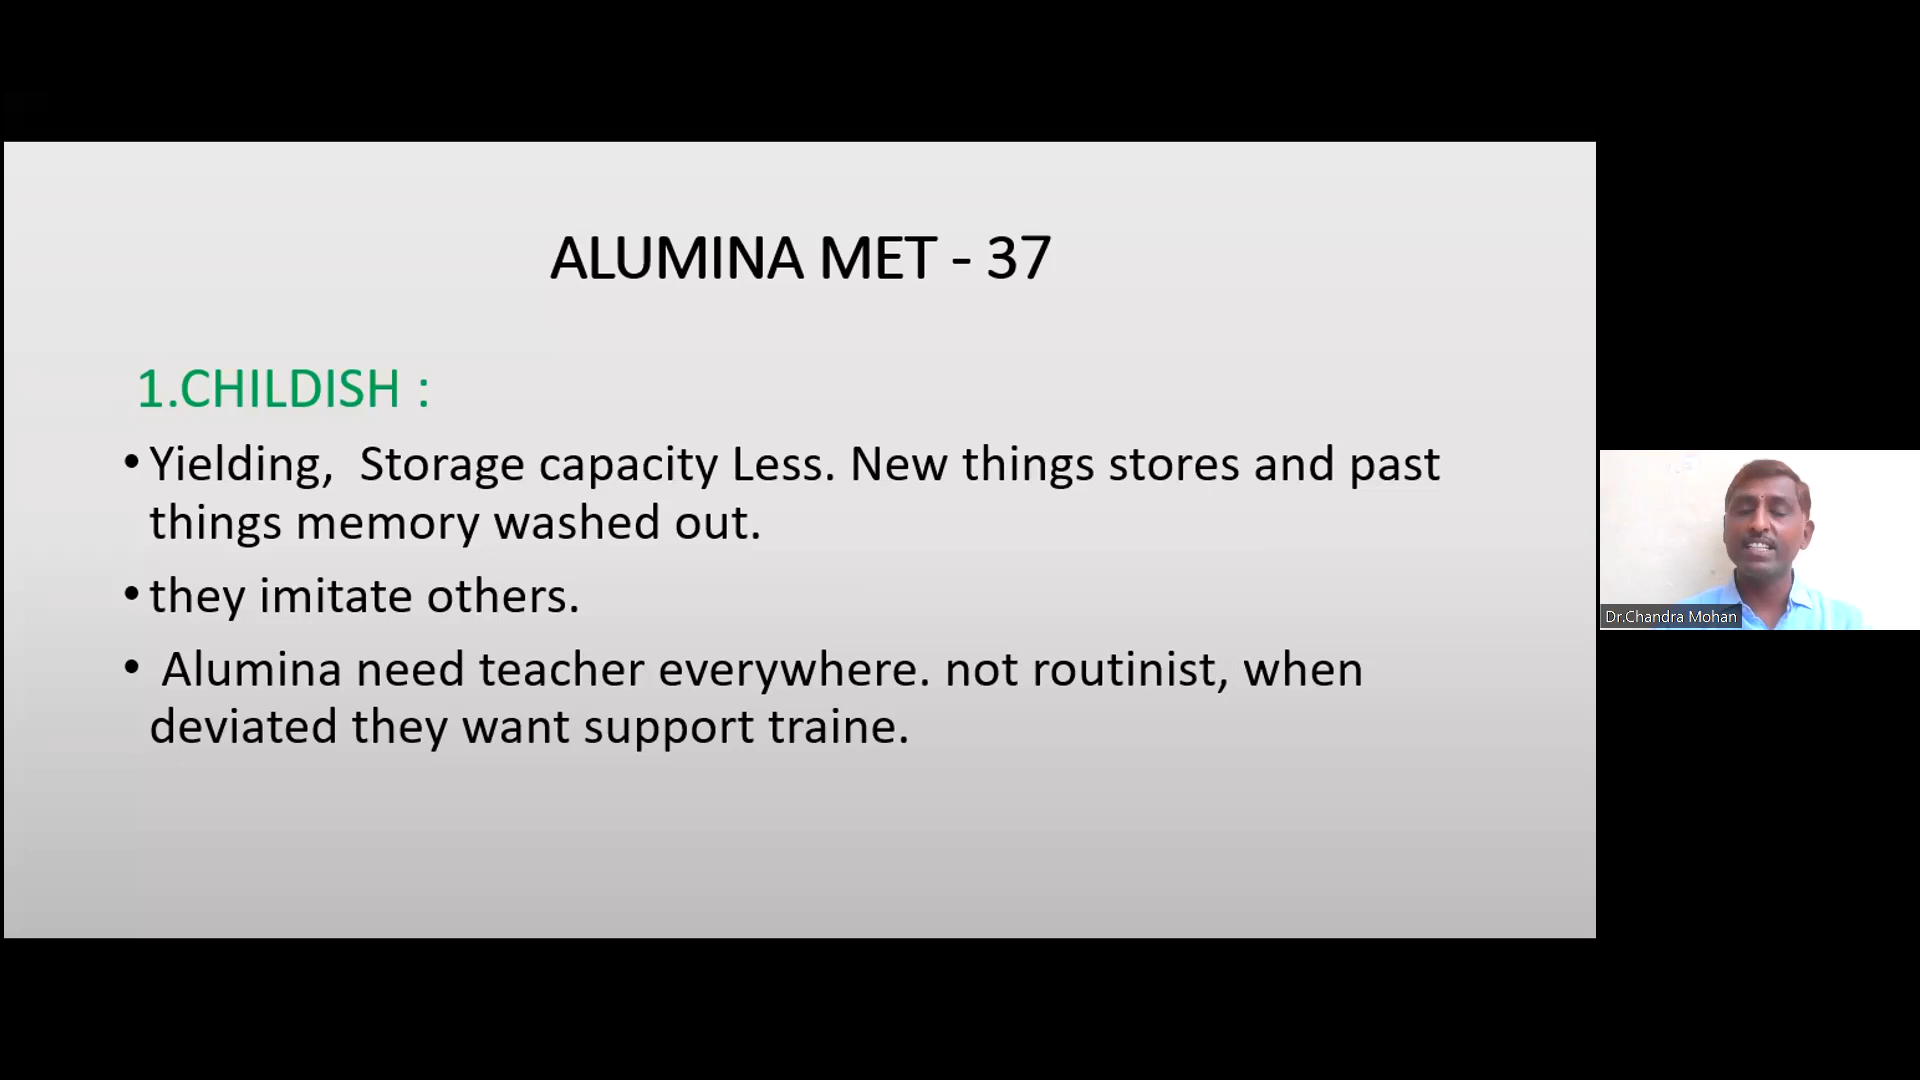 ALUMINA MET - 37
1.CHILDISH :
•Yielding,  Storage capacity Less. New things stores and past
things memory washed out.
•they imitate others.
• Alumina need teacher everywhere. not routinist, when
deviated they want support traine.
Dr.Chandra Mohan